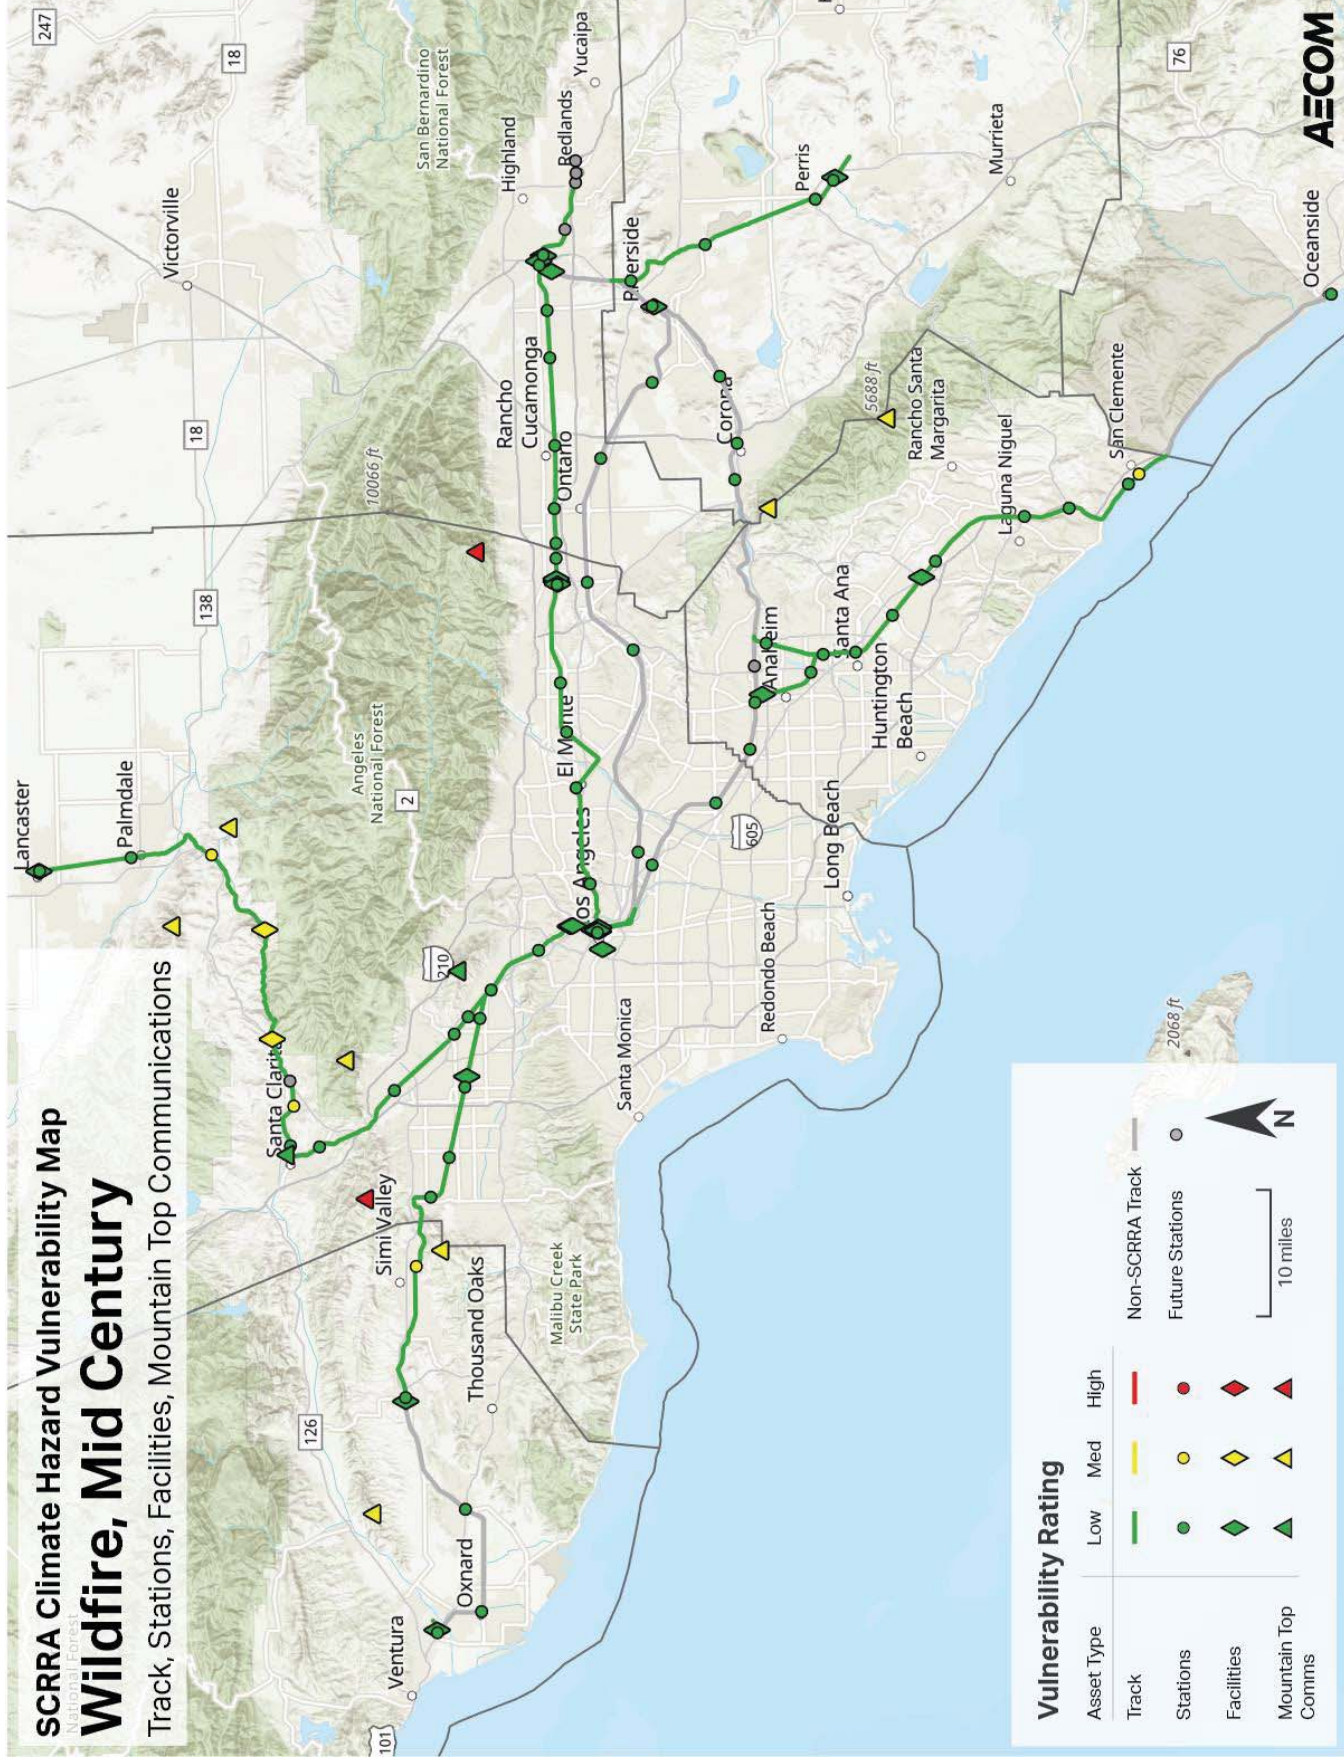 SCRRA Climate Hazard Vulnerability Map
National Forest
Wildfire, Mid Century
Track, Stations, Facilities, Mountain Top Communications
Lancaster
Palmdale
138
18
Victorville
18
247
10066 ft
San Bernardino
National Forest
Angeles
National Forest
2
Santa Clarita
210
126
Simi Valley
Thousand Oaks
Malibu Creek
State Park
Ventura
101
Oxnard
Santa Monica
Los Angeles
El Monte
Ontario
Rancho
Cucamonga
Highland
Redlands
Yucaipa
Riverside
Perris
Corona
Murrieta
76
Redondo Beach
Long Beach
605
Anaheim
Santa Ana
Huntington
Beach
5688 ft
Rancho Santa
Margarita
Laguna Niguel
San Clemente
Oceanside
2068 ft
Vulnerability Rating
Asset Type Low Med High
Track
Stations
Facilities
Mountain Top
Comms
Non-SCRRA Track
Future Stations
10 miles
N
AECOM